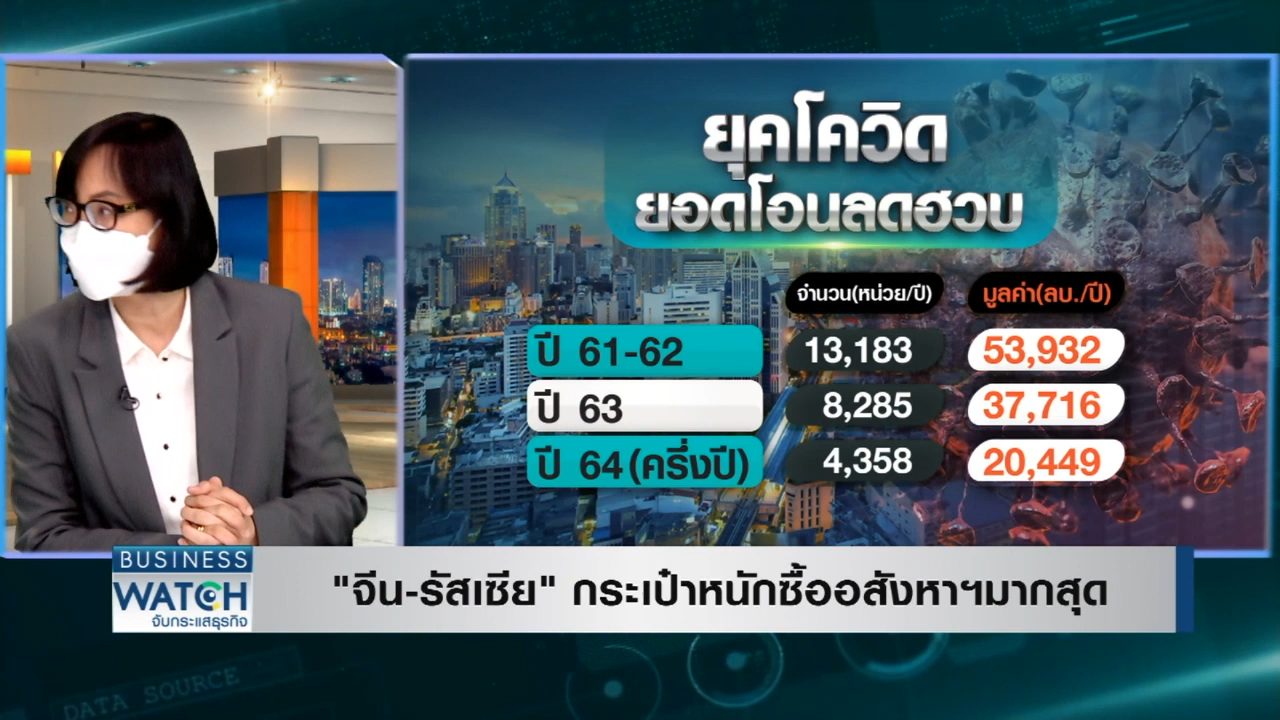 ยุคโควิด
ยอดโอนลดฮวบ
จำนวน(หน่วย/ปี) มูลค่า(ลบ./ปี)
ปี 61-62 13,183 53,932
ปี 63 8,285 37,716
ปี 64 (ครึ่งปี) 4,358 20,449
BUSINESS
WATCH
จับกระแสธุรกิจ
"จีน-รัสเซีย" กระเป๋าหนักซื้ออสังหาฯมากสุด
DATA SOURCE